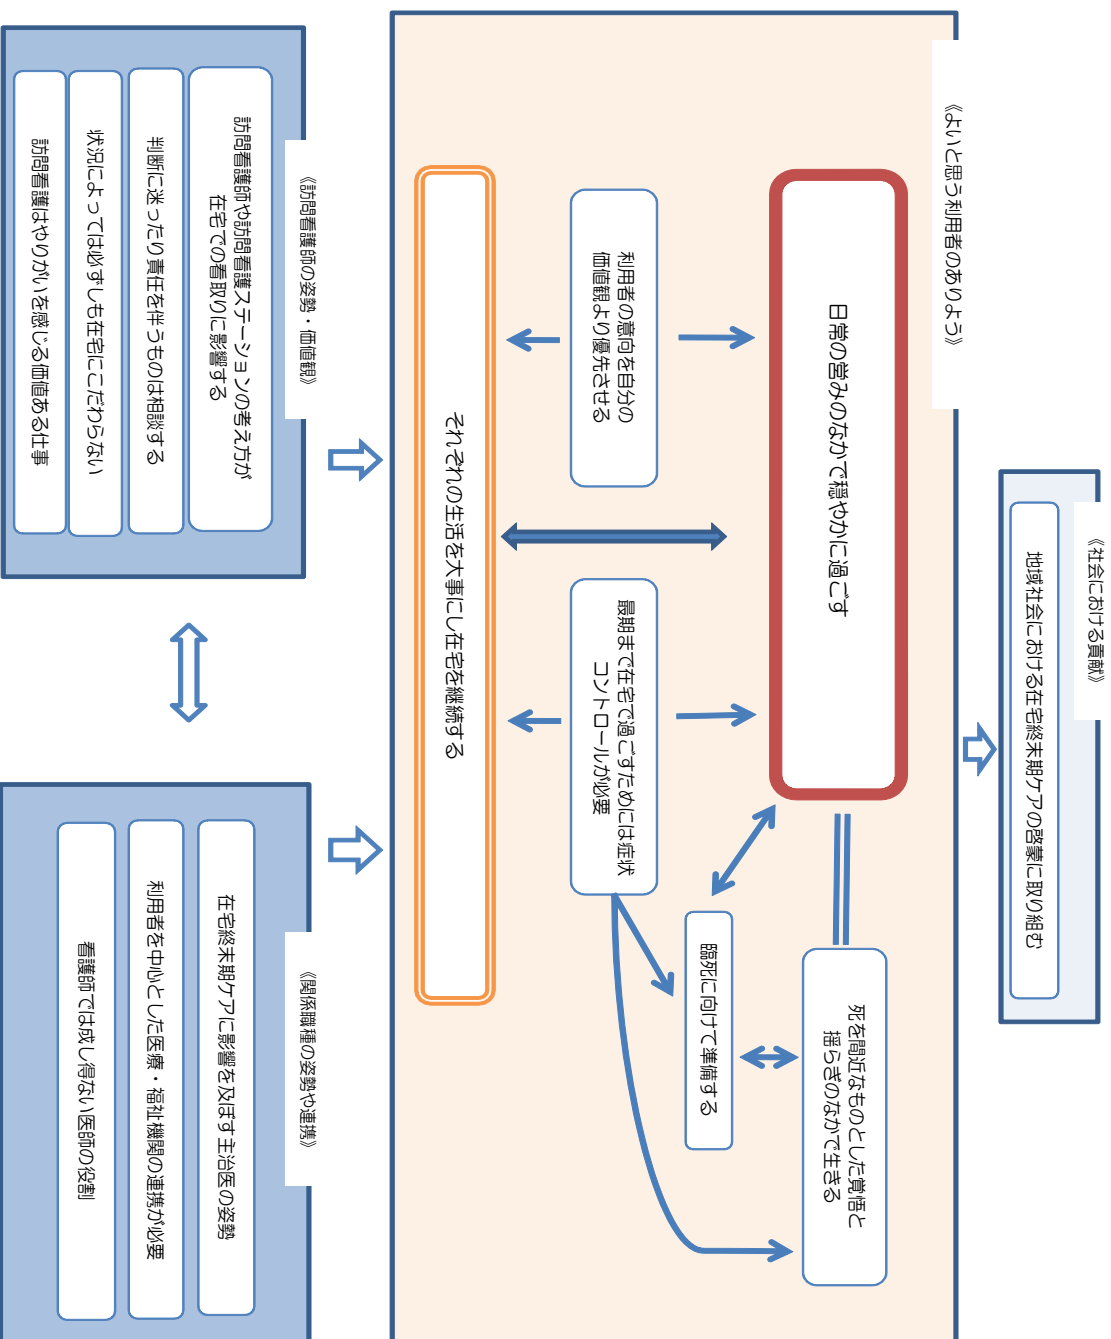 《社会における貢献》
地域社会における在宅終末期ケアの啓蒙に取り組む
《よいと思う利用者のありよう》
日常の営みのなかで穏やかに過ごす
死を間近なものとした覚悟と
揺らぎのなかで生きる
臨死に向けて準備する
利用者の意向を自分の
価値観より優先させる
最期まで在宅で過ごすためには症状
コントロールが必要
それぞれの生活を大事にし在宅を継続する
《訪問看護師の姿勢・価値観》
訪問看護師や訪問看護ステーションの考え方が
在宅での看取りに影響する
判断に迷ったり責任を伴うものは相談する
状況によっては必ずしも在宅にこだわらない
訪問看護はやりがいを感じる価値ある仕事
《関係職種の姿勢や連携》
在宅終末期ケアに影響を及ぼす主治医の姿勢
利用者を中心とした医療・福祉機関の連携が必要
看護師では成し得ない医師の役割